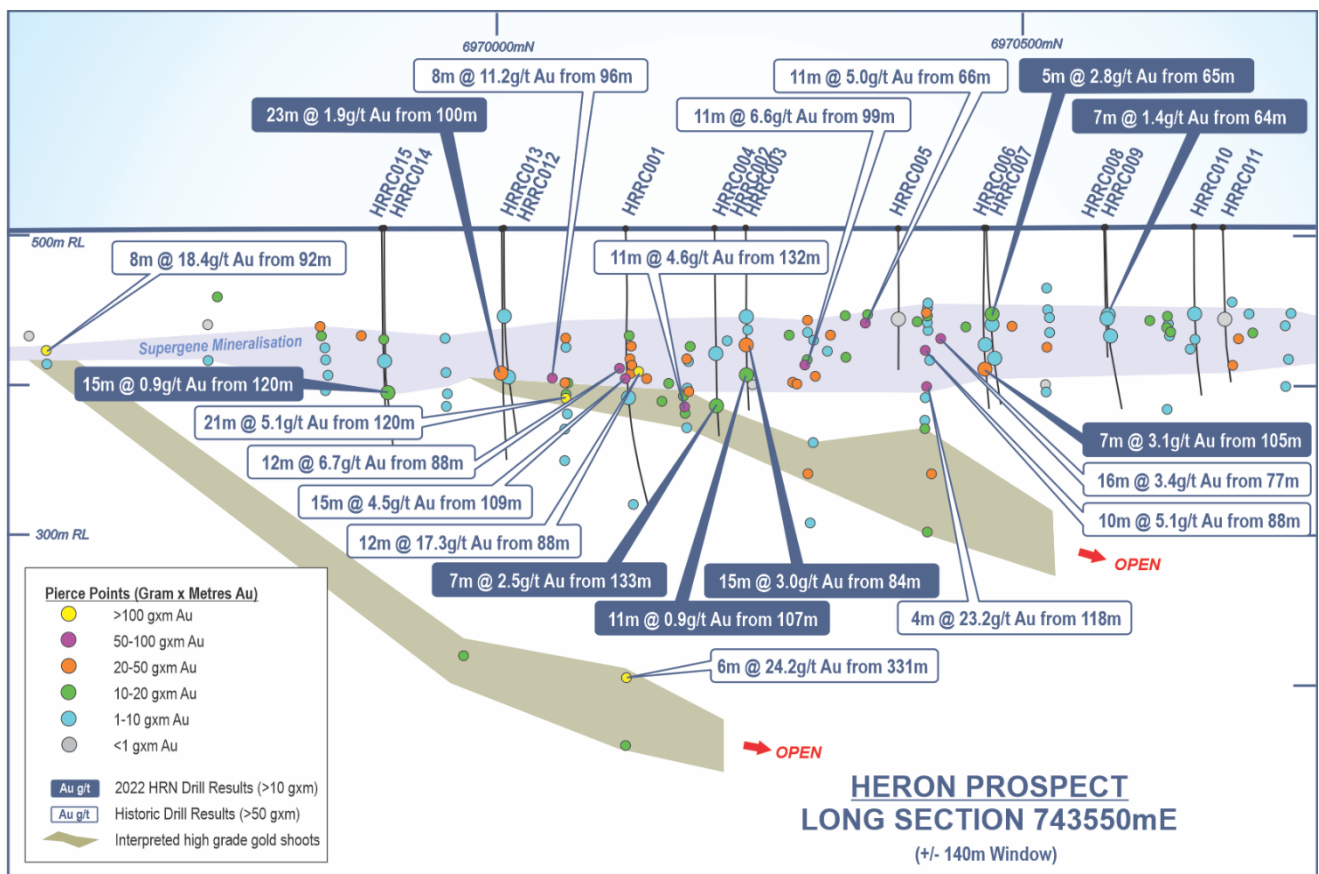 6970000mN
6970500mN
8m @ 11.2g/t Au from 96m
11m @ 5.0g/t Au from 66m
5m @ 2.8g/t Au from 65m
23m @ 1.9g/t Au from 100m
11m @ 6.6g/t Au from 99m
7m @ 1.4g/t Au from 64m
HRRC015
HRRC014
HRRC013
HRRC012
HRRC001
HRRC004
HRRC002
HRRC003
HRRC005
HRRC006
HRRC007
HRRC008
HRRC009
HRRC010
HRRC011
500m RL
8m @ 18.4g/t Au from 92m
11m @ 4.6g/t Au from 132m
Supergene Mineralisation
15m @ 0.9g/t Au from 120m
21m @ 5.1g/t Au from 120m
7m @ 3.1g/t Au from 105m
12m @ 6.7g/t Au from 88m
16m @ 3.4g/t Au from 77m
15m @ 4.5g/t Au from 109m
10m @ 5.1g/t Au from 88m
300m RL
12m @ 17.3g/t Au from 88m
OPEN
7m @ 2.5g/t Au from 133m
15m @ 3.0g/t Au from 84m
11m @ 0.9g/t Au from 107m
4m @ 23.2g/t Au from 118m
6m @ 24.2g/t Au from 331m
OPEN
Pierce Points (Gram x Metres Au)
>100 gxm Au
50-100 gxm Au
20-50 gxm Au
10-20 gxm Au
1-10 gxm Au
<1 gxm Au
Au g/t 2022 HRN Drill Results (>10 gxm)
Au g/t Historic Drill Results (>50 gxm)
Interpreted high grade gold shoots
HERON PROSPECT
LONG SECTION 743550mE
(+/- 140m Window)